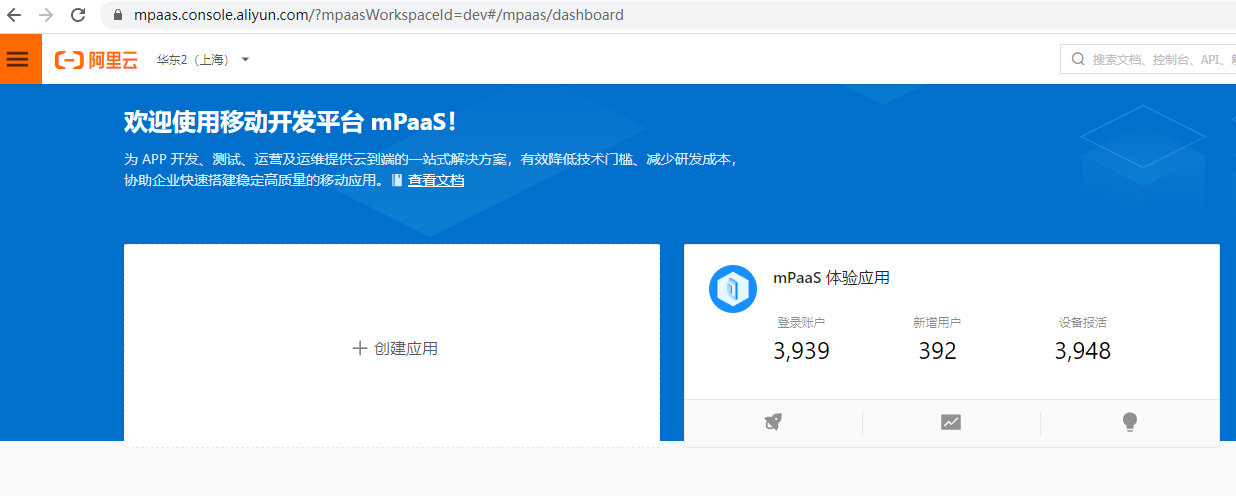 mpaas.console.aliyun.com/?mpaasWorkspaceId=dev#/mpaas/dashboard
阿里云 华东2（上海） 搜索文档、控制台、API、
欢迎使用移动开发平台 mPaaS！
为 APP 开发、测试、运营及运维提供云到端的一站式解决方案，有效降低技术门槛、减少研发成本，
协助企业快速搭建稳定高质量的移动应用。 查看文档
创建应用
mPaaS 体验应用
登录账户 新增用户 设备报活
3,939 392 3,948